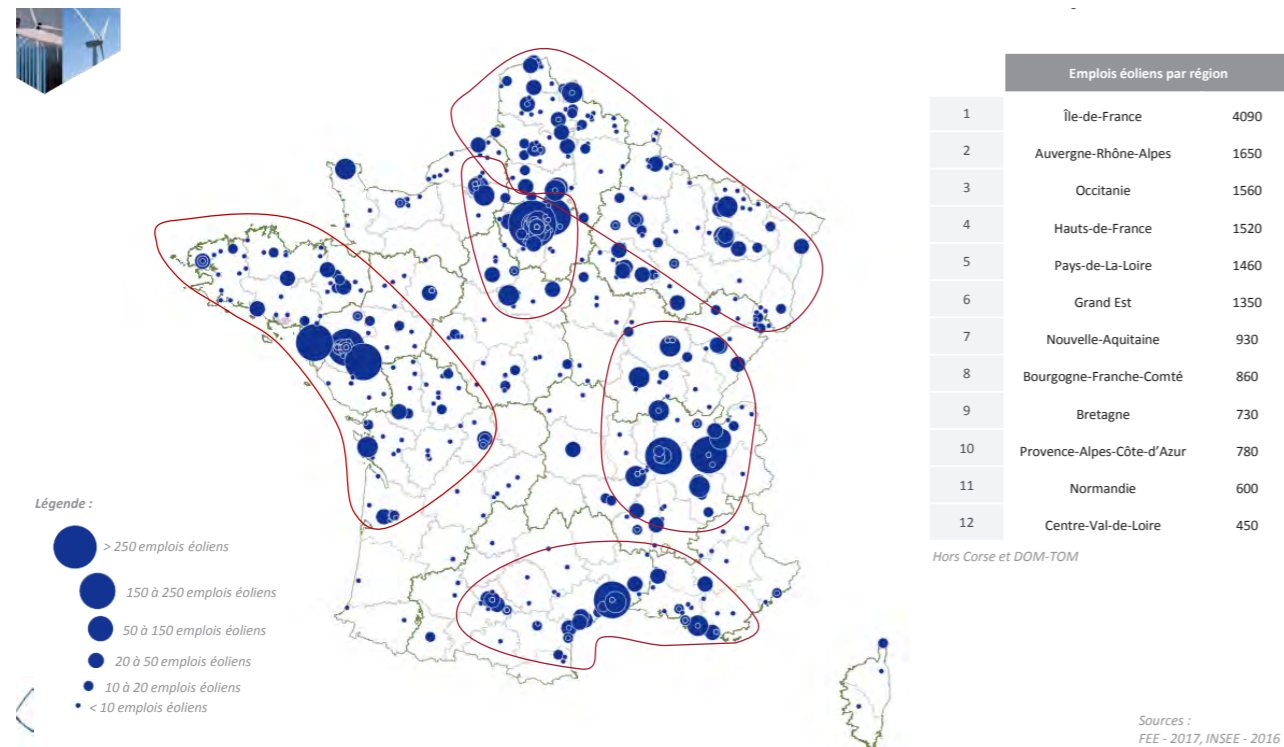 Emplois éoliens par région
1 Île-de-France 4090
2 Auvergne-Rhône-Alpes 1650
3 Occitanie 1560
4 Hauts-de-France 1520
5 Pays-de-La-Loire 1460
6 Grand Est 1350
7 Nouvelle-Aquitaine 930
8 Bourgogne-Franche-Comté 860
9 Bretagne 730
10 Provence-Alpes-Côte-d'Azur 780
11 Normandie 600
12 Centre-Val-de-Loire 450
Hors Corse et DOM-TOM
Légende :
> 250 emplois éoliens
150 à 250 emplois éoliens
50 à 150 emplois éoliens
20 à 50 emplois éoliens
10 à 20 emplois éoliens
< 10 emplois éoliens
Sources :
FEE - 2017, INSEE - 2016